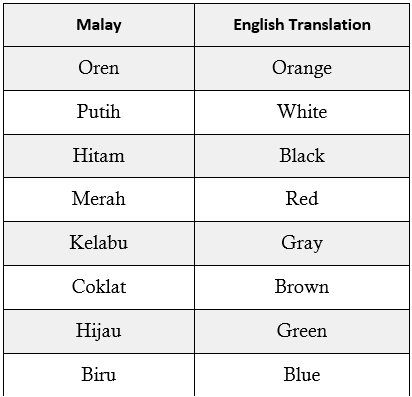 Malay English Translation
Oren Orange
Putih White
Hitam Black
Merah Red
Kelabu Gray
Coklat Brown
Hijau Green
Biru Blue